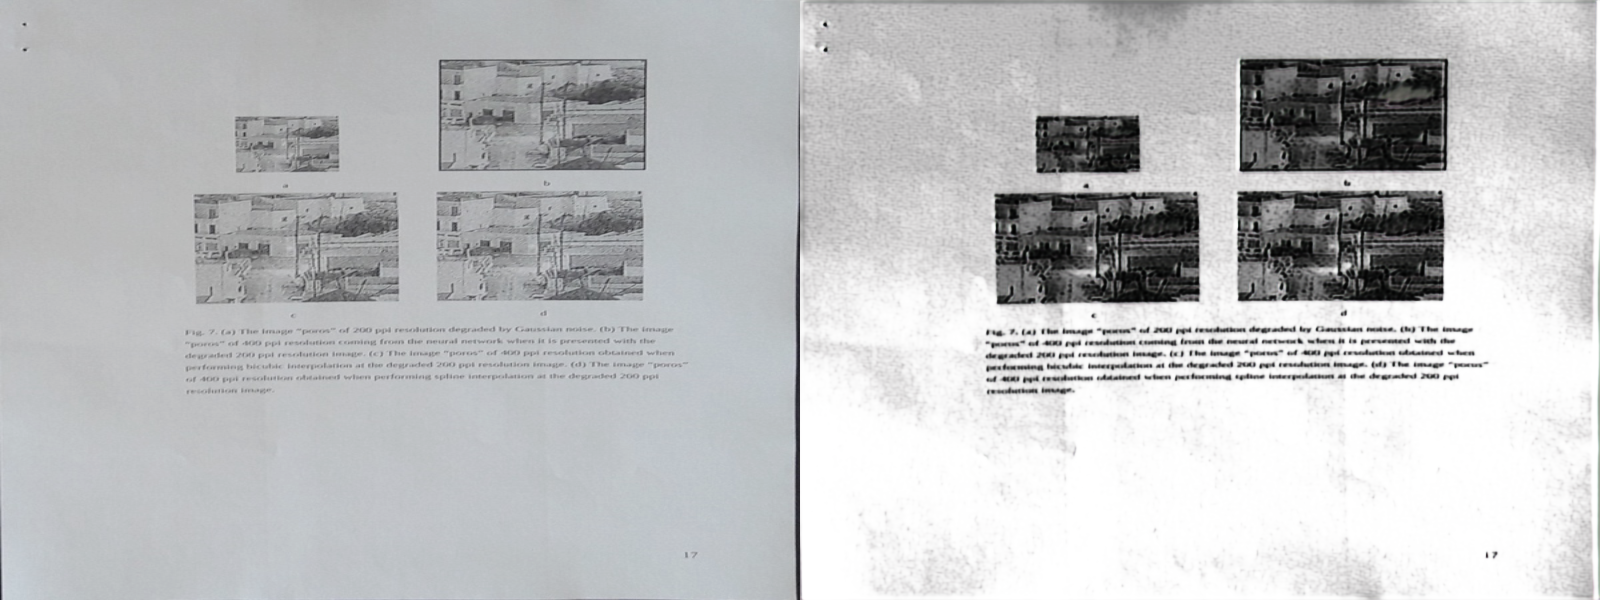 a
b
c
d
Fig. 7. (a) The image "poros" of 200 ppi resolution degraded by Gaussian noise. (b) The image
"poros" of 400 ppi resolution coming from the neural network when it is presented with the
degraded 200 ppi resolution image. (c) The image "poros" of 400 ppi resolution obtained when
performing bicubic interpolation at the degraded 200 ppi resolution image. (d) The image "poros"
of 400 ppi resolution obtained when performing spline interpolation at the degraded 200 ppi
resolution image.
17
a
b
c
d
Fig. 7. (a) The image "poros" of 200 ppi resolution degraded by Gaussian noise. (b) The image
"poros" of 400 ppi resolution coming from the neural network when it is presented with the
degraded 200 ppi resolution image. (c) The image "poros" of 400 ppi resolution obtained when
performing bicubic interpolation at the degraded 200 ppi resolution image. (d) The image "poros"
of 400 ppi resolution obtained when performing spline interpolation at the degraded 200 ppi
resolution image.
17